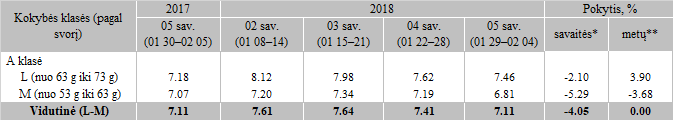 Kokybės klasės (pagal svorį) 2017 2018 Pokytis, %
05 sav. (01 30–02 05) 02 sav. (01 08–14) 03 sav. (01 15–21) 04 sav. (01 22–28) 05 sav. (01 29–02 04) savaitės* metų**
A klasė
L (nuo 63 g iki 73 g) 7.18 8.12 7.98 7.62 7.46 -2.10 3.90
M (nuo 53 g iki 63 g) 7.07 7.20 7.34 7.19 6.81 -5.29 -3.68
Vidutinė (L-M) 7.11 7.61 7.64 7.41 7.11 -4.05 0.00